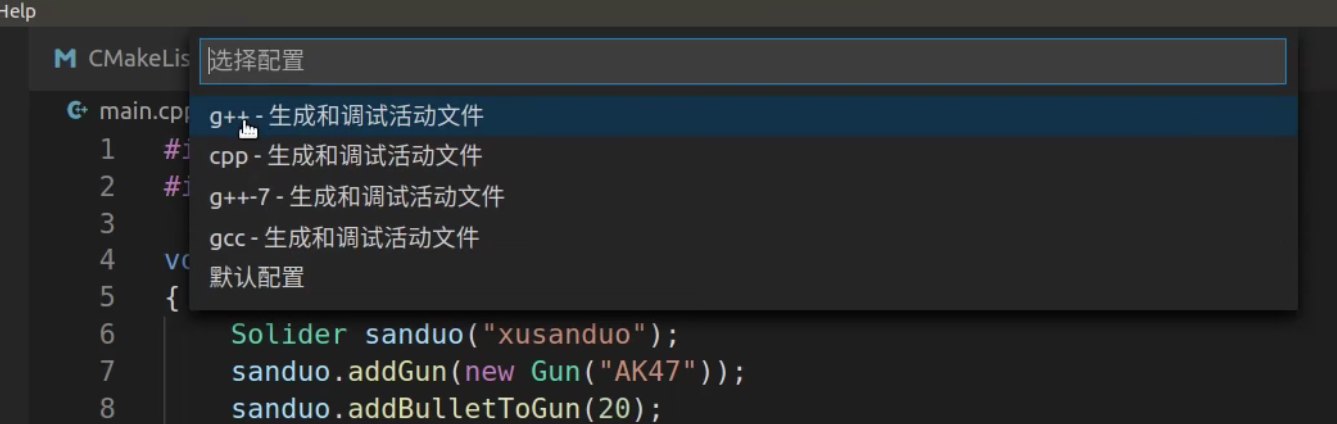 Help
CMakeLis
选择配置
main.cpp
g++ - 生成和调试活动文件
cpp - 生成和调试活动文件
g++-7 - 生成和调试活动文件
gcc - 生成和调试活动文件
默认配置
1 #i
2 #i
3
4 vo
5 {
6 Solider sanduo("xusanduo");
7 sanduo.addGun(new Gun("AK47"));
8 sanduo.addBulletToGun(20);